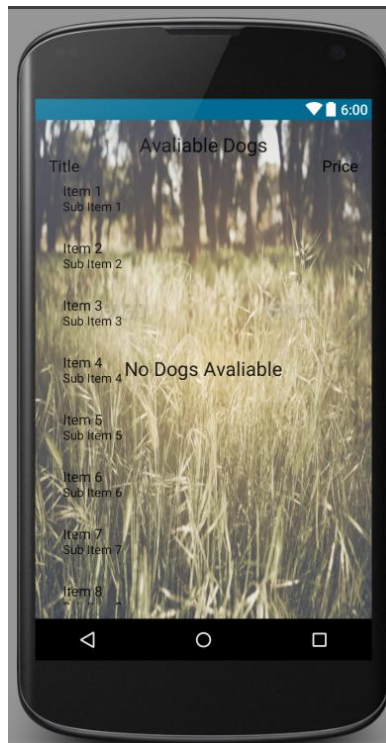 6:00
Avaliable Dogs
Title Price
Item 1
Sub Item 1
Item 2
Sub Item 2
Item 3
Sub Item 3
Item 4
Sub Item 4
No Dogs Avaliable
Item 5
Sub Item 5
Item 6
Sub Item 6
Item 7
Sub Item 7
Item 8